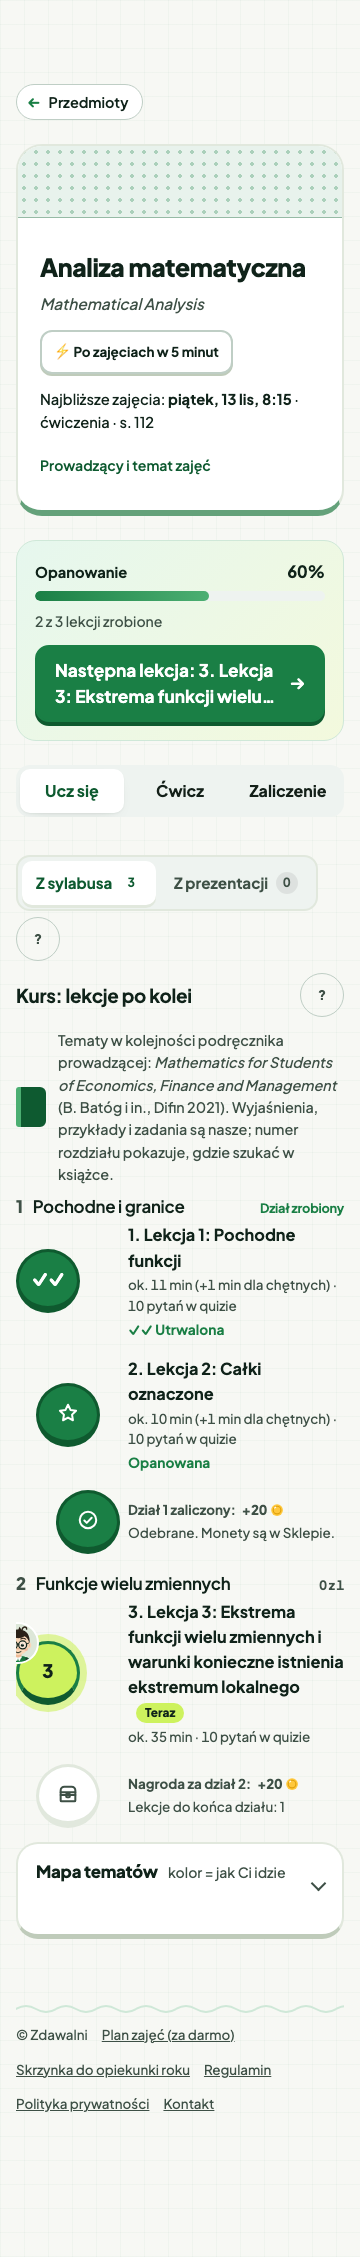 ← Przedmioty
Analiza matematyczna
Mathematical Analysis
⚡ Po zajęciach w 5 minut
Najbliższe zajęcia: piątek, 13 lis, 8:15 ·
ćwiczenia · s. 112
Prowadzący i temat zajęć
Opanowanie 60%
2 z 3 lekcji zrobione
Następna lekcja: 3. Lekcja
3: Ekstrema funkcji wielu... →
Ucz się Ćwicz Zaliczenie
Z sylabusa 3 Z prezentacji 0
?
Kurs: lekcje po kolei ?
Tematy w kolejności podręcznika
prowadzącej: Mathematics for Students
of Economics, Finance and Management
(B. Batóg i in., Difin 2021). Wyjaśnienia,
przykłady i zadania są nasze; numer
rozdziału pokazuje, gdzie szukać w
książce.
1 Pochodne i granice Dział zrobiony
1. Lekcja 1: Pochodne
funkcji
ok. 11 min (+1 min dla chętnych) ·
10 pytań w quizie
✓✓ Utrwalona
2. Lekcja 2: Całki
oznaczone
ok. 10 min (+1 min dla chętnych) ·
10 pytań w quizie
Opanowana
Dział 1 zaliczony: +20
Odebrane. Monety są w Sklepie.
2 Funkcje wielu zmiennych 0z1
3. Lekcja 3: Ekstrema
funkcji wielu zmiennych i
warunki konieczne istnienia
ekstremum lokalnego
3
Teraz
ok. 35 min · 10 pytań w quizie
Nagroda za dział 2: +20
Lekcje do końca działu: 1
Mapa tematów kolor = jak Ci idzie
© Zdawalni Plan zajęć (za darmo)
Skrzynka do opiekunki roku Regulamin
Polityka prywatności Kontakt